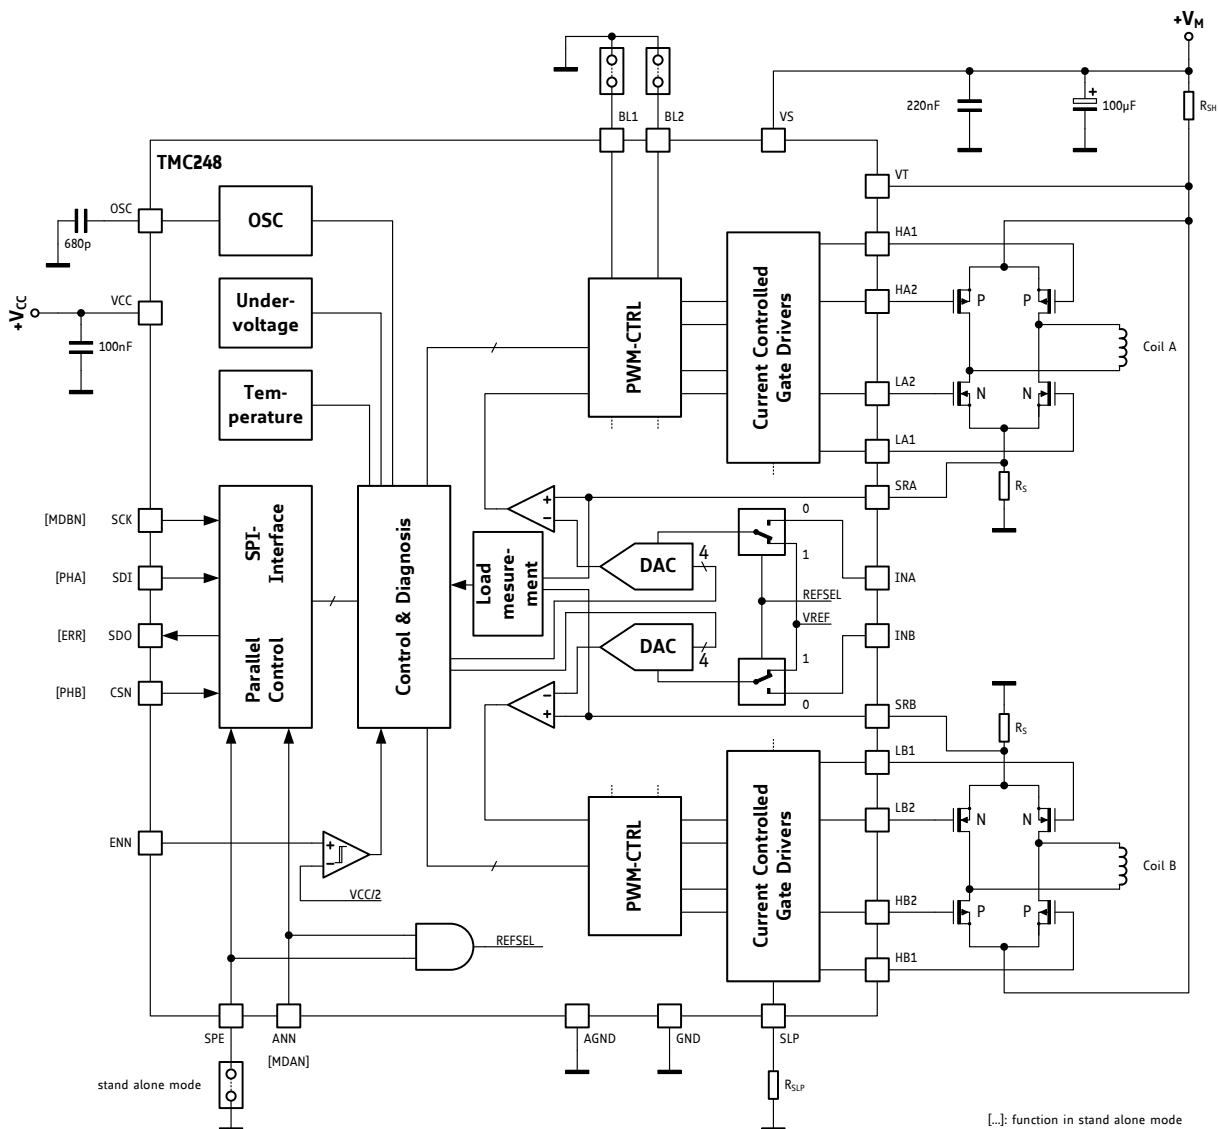 +VM
BL1
BL2
VS
220nF
100µF
+
RSH
TMC248
VT
OSC
OSC
680p
HA1
Under-
voltage
VCC
+VCC
100nF
HA2
P
P
PWM-CTRL
Current Controlled
Gate Drivers
Coil A
Tem-
perature
LA2
N
N
LA1
SRA
RS
[MDBN]
SCK
SPI-
Interface
Parallel
Control
Control & Diagnosis
Load
mesure-
ment
+
−
DAC
4
0
1
[PHA]
SDI
INA
REFSEL
VREF
[ERR]
SDO
INB
DAC
4
1
0
[PHB]
CSN
−
+
SRB
RS
LB1
LB2
N
N
ENN
+
−
VCC/2
PWM-CTRL
Current Controlled
Gate Drivers
Coil B
HB2
P
P
REFSEL
HB1
SPE
ANN
[MDAN]
AGND
GND
SLP
stand alone mode
RSLP
[...]: function in stand alone mode